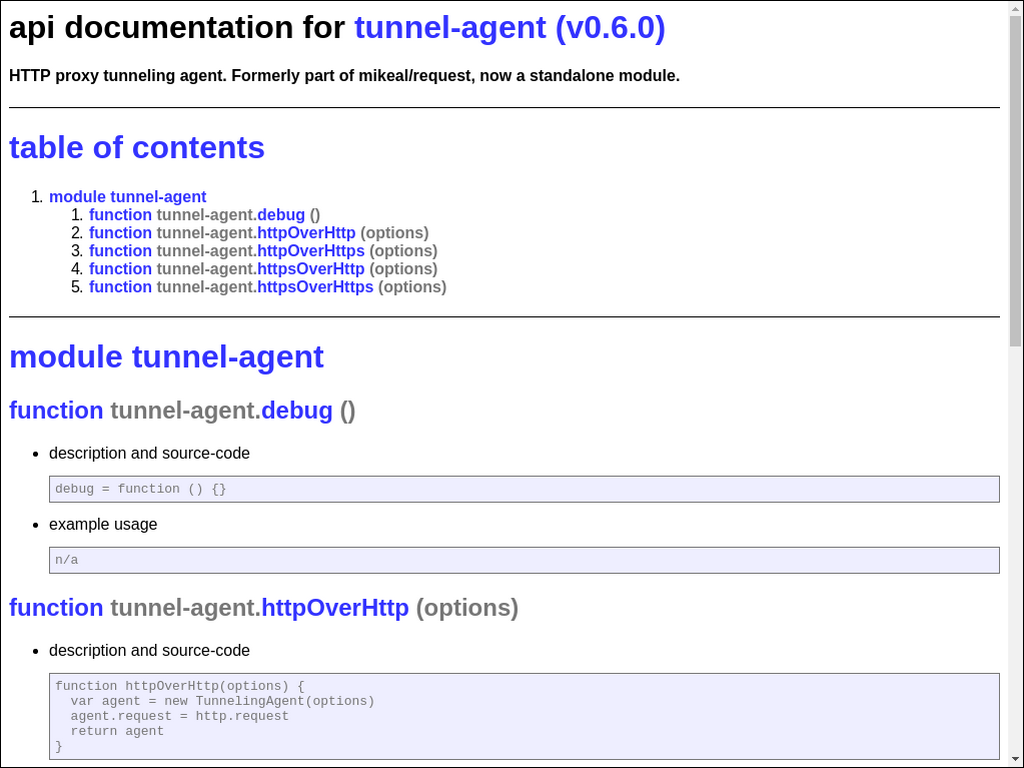 api documentation for tunnel-agent (v0.6.0)
HTTP proxy tunneling agent. Formerly part of mikeal/request, now a standalone module.
table of contents
1. module tunnel-agent
1. function tunnel-agent.debug ()
2. function tunnel-agent.httpOverHttp (options)
3. function tunnel-agent.httpOverHttps (options)
4. function tunnel-agent.httpsOverHttp (options)
5. function tunnel-agent.httpsOverHttps (options)
module tunnel-agent
function tunnel-agent.debug ()
• description and source-code
debug = function () {}
• example usage
n/a
function tunnel-agent.httpOverHttp (options)
• description and source-code
function httpOverHttp(options) {
  var agent = new TunnelingAgent(options)
  agent.request = http.request
  return agent
}